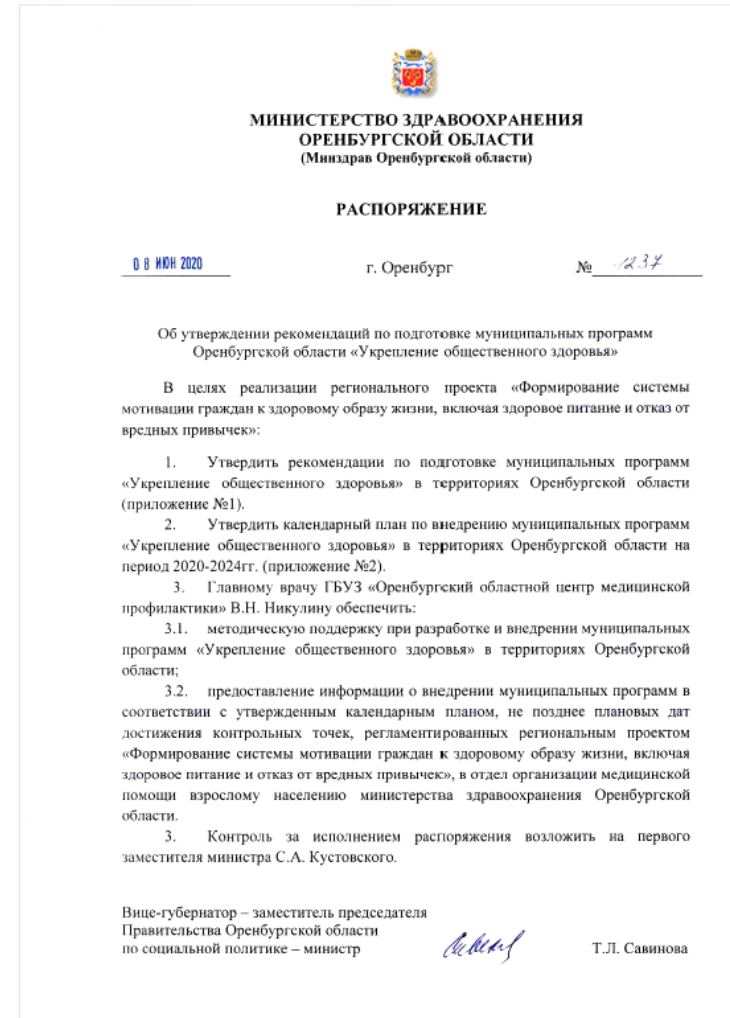 МИНИСТЕРСТВО ЗДРАВООХРАНЕНИЯ
ОРЕНБУРГСКОЙ ОБЛАСТИ
(Минздрав Оренбургской области)
РАСПОРЯЖЕНИЕ
08 ИЮН 2020 г. Оренбург № 1237
Об утверждении рекомендаций по подготовке муниципальных программ
Оренбургской области «Укрепление общественного здоровья»
В целях реализации регионального проекта «Формирование системы
мотивации граждан к здоровому образу жизни, включая здоровое питание и отказ от
вредных привычек»:
1. Утвердить рекомендации по подготовке муниципальных программ
«Укрепление общественного здоровья» в территориях Оренбургской области
(приложение №1).
2. Утвердить календарный план по внедрению муниципальных программ
«Укрепление общественного здоровья» в территориях Оренбургской области на
период 2020-2024гг. (приложение №2).
3. Главному врачу ГБУЗ «Оренбургский областной центр медицинской
профилактики» В.Н. Никулину обеспечить:
3.1. методическую поддержку при разработке и внедрении муниципальных
программ «Укрепление общественного здоровья» в территориях Оренбургской
области;
3.2. предоставление информации о внедрении муниципальных программ в
соответствии с утвержденным календарным планом, не позднее плановых дат
достижения контрольных точек, регламентированных региональным проектом
«Формирование системы мотивации граждан к здоровому образу жизни, включая
здоровое питание и отказ от вредных привычек», в отдел организации медицинской
помощи взрослому населению министерства здравоохранения Оренбургской
области.
3. Контроль за исполнением распоряжения возложить на первого
заместителя министра С.А. Кустовского.
Вице-губернатор – заместитель председателя
Правительства Оренбургской области
по социальной политике – министр Т.Л. Савинова